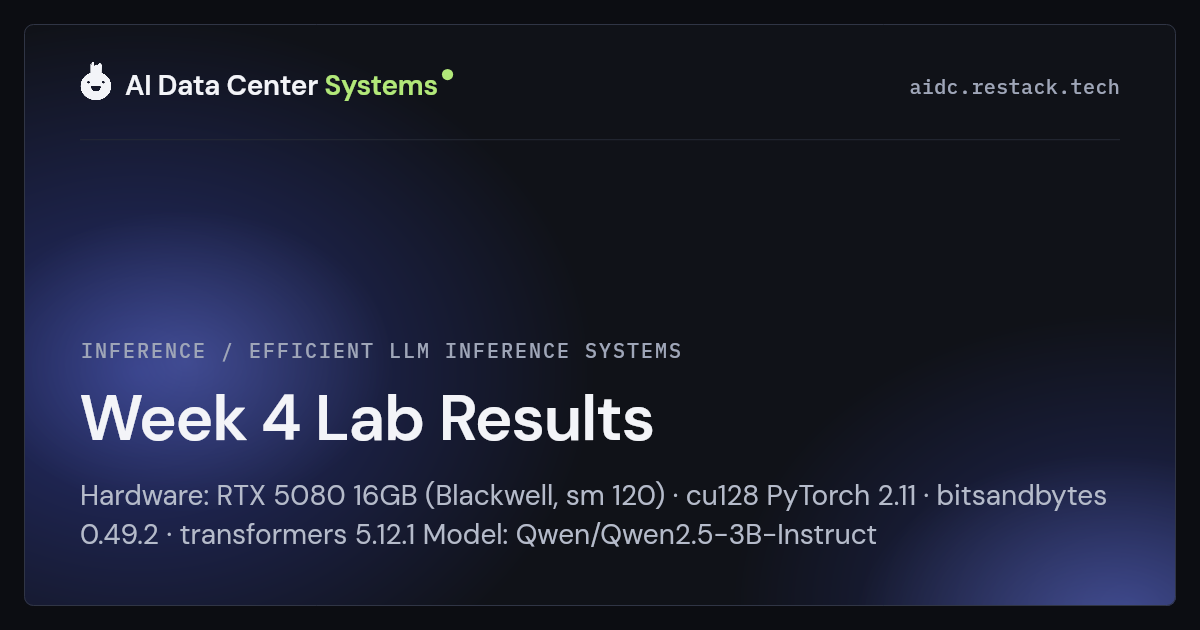 AI Data Center Systems
aidc.restack.tech
INFERENCE / EFFICIENT LLM INFERENCE SYSTEMS
Week 4 Lab Results
Hardware: RTX 5080 16GB (Blackwell, sm 120) · cu128 PyTorch 2.11 · bitsandbytes
0.49.2 · transformers 5.12.1 Model: Qwen/Qwen2.5-3B-Instruct